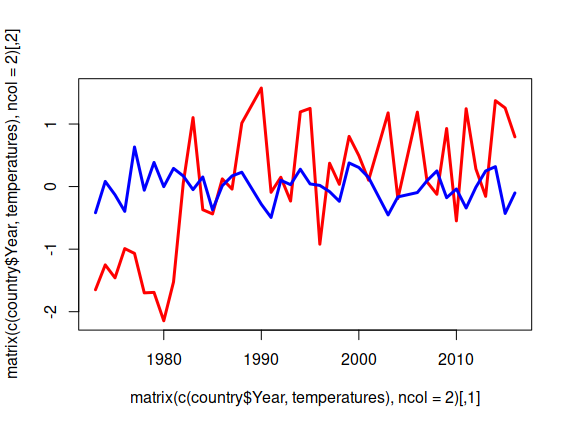 matrix(c(country$Year, temperatures), ncol = 2)[,2]
1
0
-1
-2
1980 1990 2000 2010
matrix(c(country$Year, temperatures), ncol = 2)[,1]